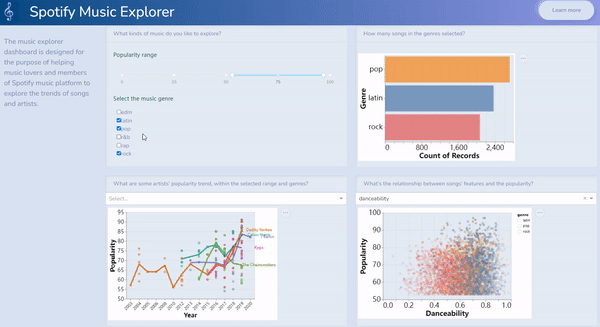 Spotify Music Explorer
Learn more
The music explorer
dashboard is designed for
the purpose of helping
music lovers and members
of Spotify music platform to
explore the trends of songs
and artists.
What kinds of music do you like to explore?
Popularity range
0
25
50
75
100
Select the music genre
edm
latin
pop
r&b
rap
rock
How many songs in the genres selected?
pop
latin
rock
Genre
0
800
1,600
2,400
Count of Records
What are some artists' popularity trend, within the selected range and genres?
Select...
95
90
85
80
75
70
65
60
55
50
Popularity
Year
Daddy Yankee
Kygo
The Chainsmokers
What's the relationship between songs' features and the popularity?
danceability
100
90
80
70
60
50
Popularity
0.0
0.2
0.4
0.6
0.8
1.0
Danceability
genre
latin
pop
rock